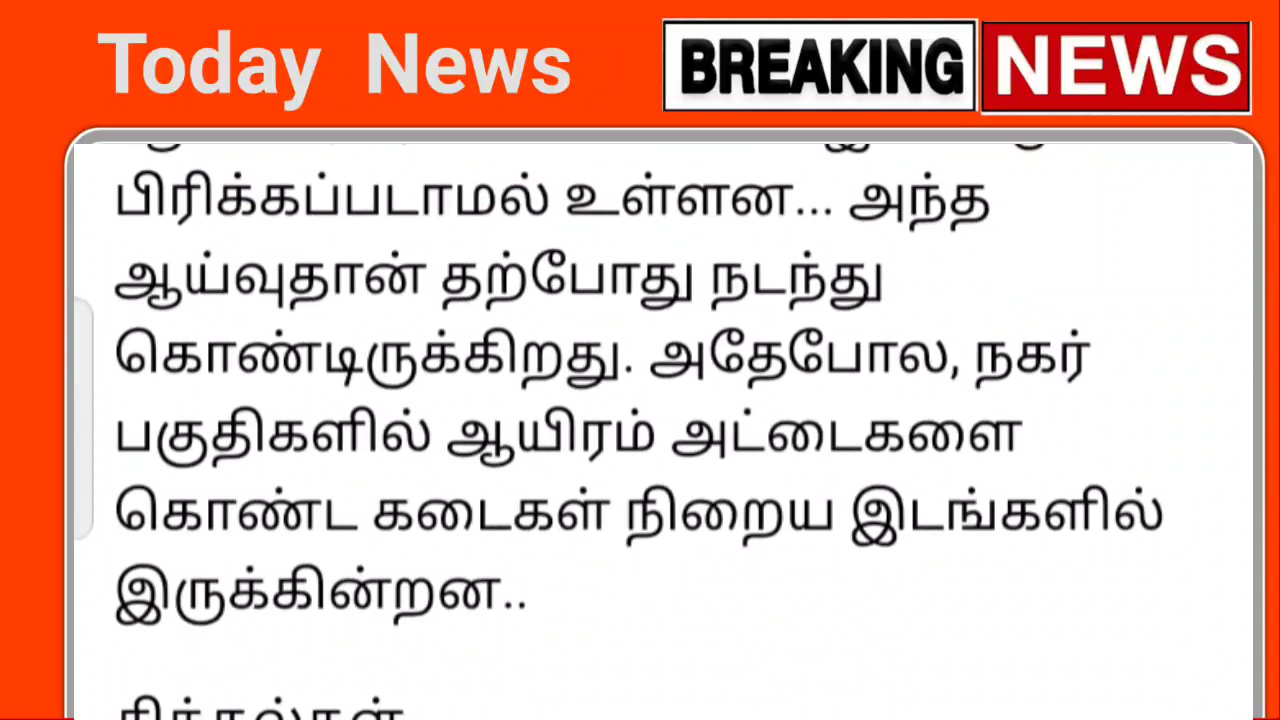 Today News
BREAKING NEWS
பிரிக்கப்படாமல் உள்ளன... அந்த
ஆய்வுதான் தற்போது நடந்து
கொண்டிருக்கிறது. அதேபோல, நகர்
பகுதிகளில் ஆயிரம் அட்டைகளை
கொண்ட கடைகள் நிறைய இடங்களில்
இருக்கின்றன..